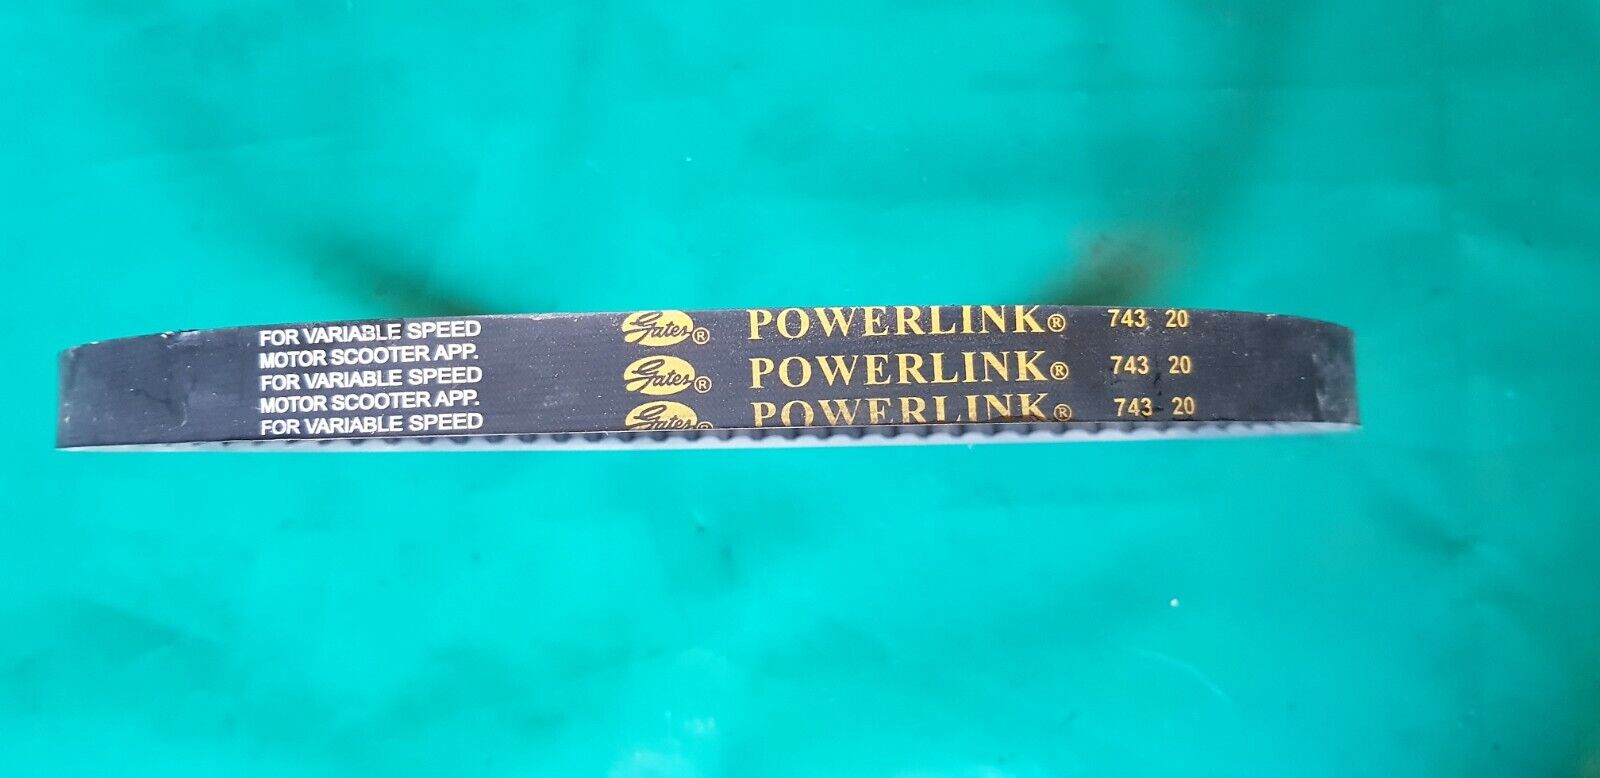 FOR VARIABLE SPEED
MOTOR SCOOTER APP.
FOR VARIABLE SPEED
MOTOR SCOOTER APP.
FOR VARIABLE SPEED
Gates® POWERLINK® 743 20
Gates® POWERLINK® 743 20
Gates® POWERLINK® 743 20